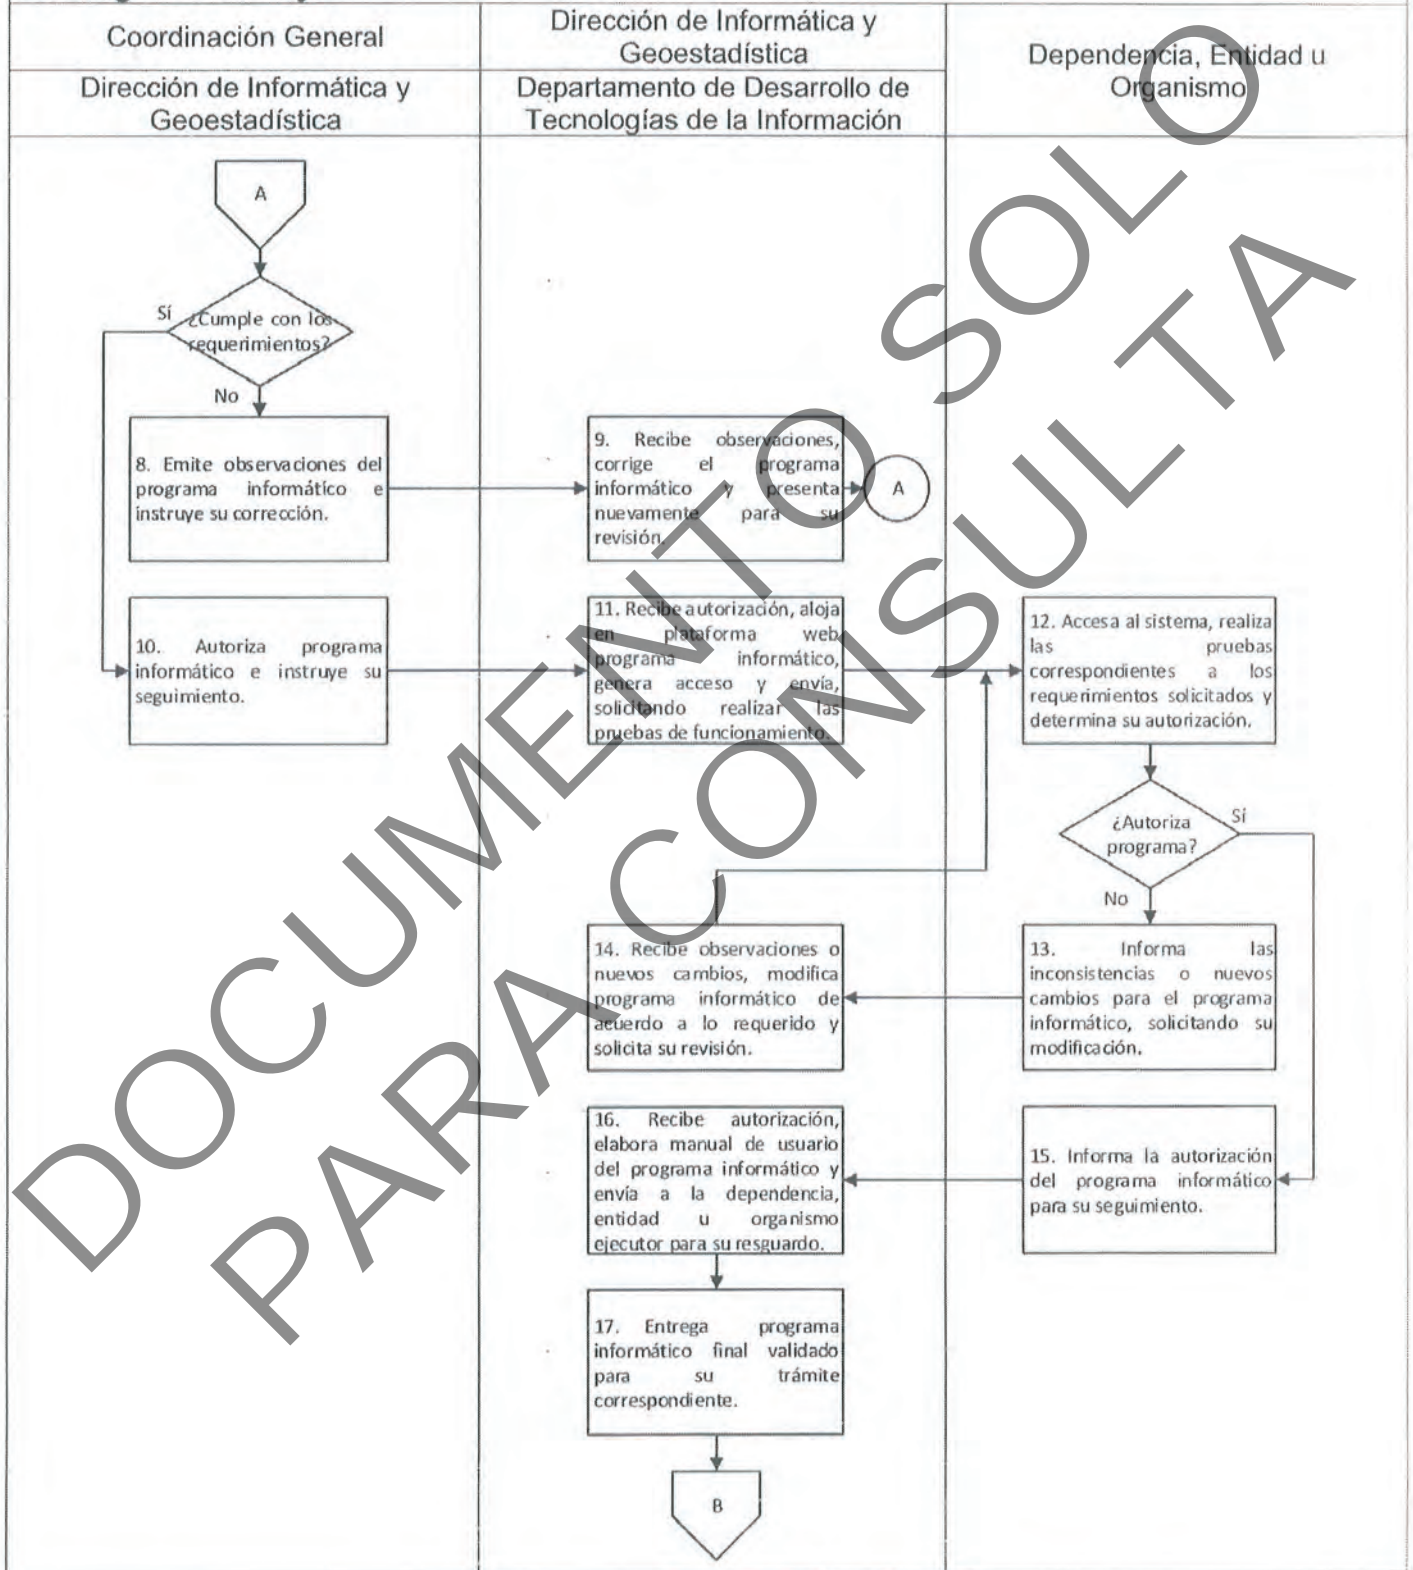 Coordinación General
Dirección de Informática y
Geoestadística
Dirección de Informática y
Geoestadística
Departamento de Desarrollo de
Tecnologías de la Información
Dependencia, Entidad u
Organismo
A
Sí
¿Cumple con los
requerimientos?
No
8. Emite observaciones del
programa informático e
instruye su corrección.
9. Recibe observaciones,
corrige el programa
informático y presenta
nuevamente para su
revisión.
A
10. Autoriza programa
informático e instruye su
seguimiento.
11. Recibe autorización, aloja
en plataforma web
programa informático,
genera acceso y envía,
solicitando realizar las
pruebas de funcionamiento.
12. Accesa al sistema, realiza
las pruebas
correspondientes a los
requerimientos solicitados y
determina su autorización.
¿Autoriza
programa?
Sí
No
13. Informa las
inconsistencias o nuevos
cambios para el programa
informático, solicitando su
modificación.
14. Recibe observaciones o
nuevos cambios, modifica
programa informático de
acuerdo a lo requerido y
solicita su revisión.
15. Informa la autorización
del programa informático
para su seguimiento.
16. Recibe autorización,
elabora manual de usuario
del programa informático y
envía a la dependencia,
entidad u organismo
ejecutor para su resguardo.
17. Entrega programa
informático final validado
para su trámite
correspondiente.
B
DOCUMENTO SOLO
PARA CONSULTA